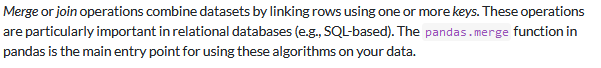 Merge or join operations combine datasets by linking rows using one or more keys. These operations
are particularly important in relational databases (e.g., SQL-based). The pandas.merge function in
pandas is the main entry point for using these algorithms on your data.